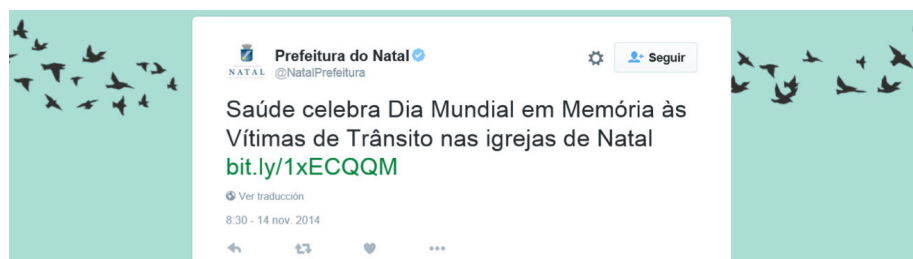 Prefeitura do Natal
NATAL @NatalPrefeitura
Seguir
Saúde celebra Dia Mundial em Memória às
Vítimas de Trânsito nas igrejas de Natal
bit.ly/1xECQQM
Ver traducción
8:30 - 14 nov. 2014